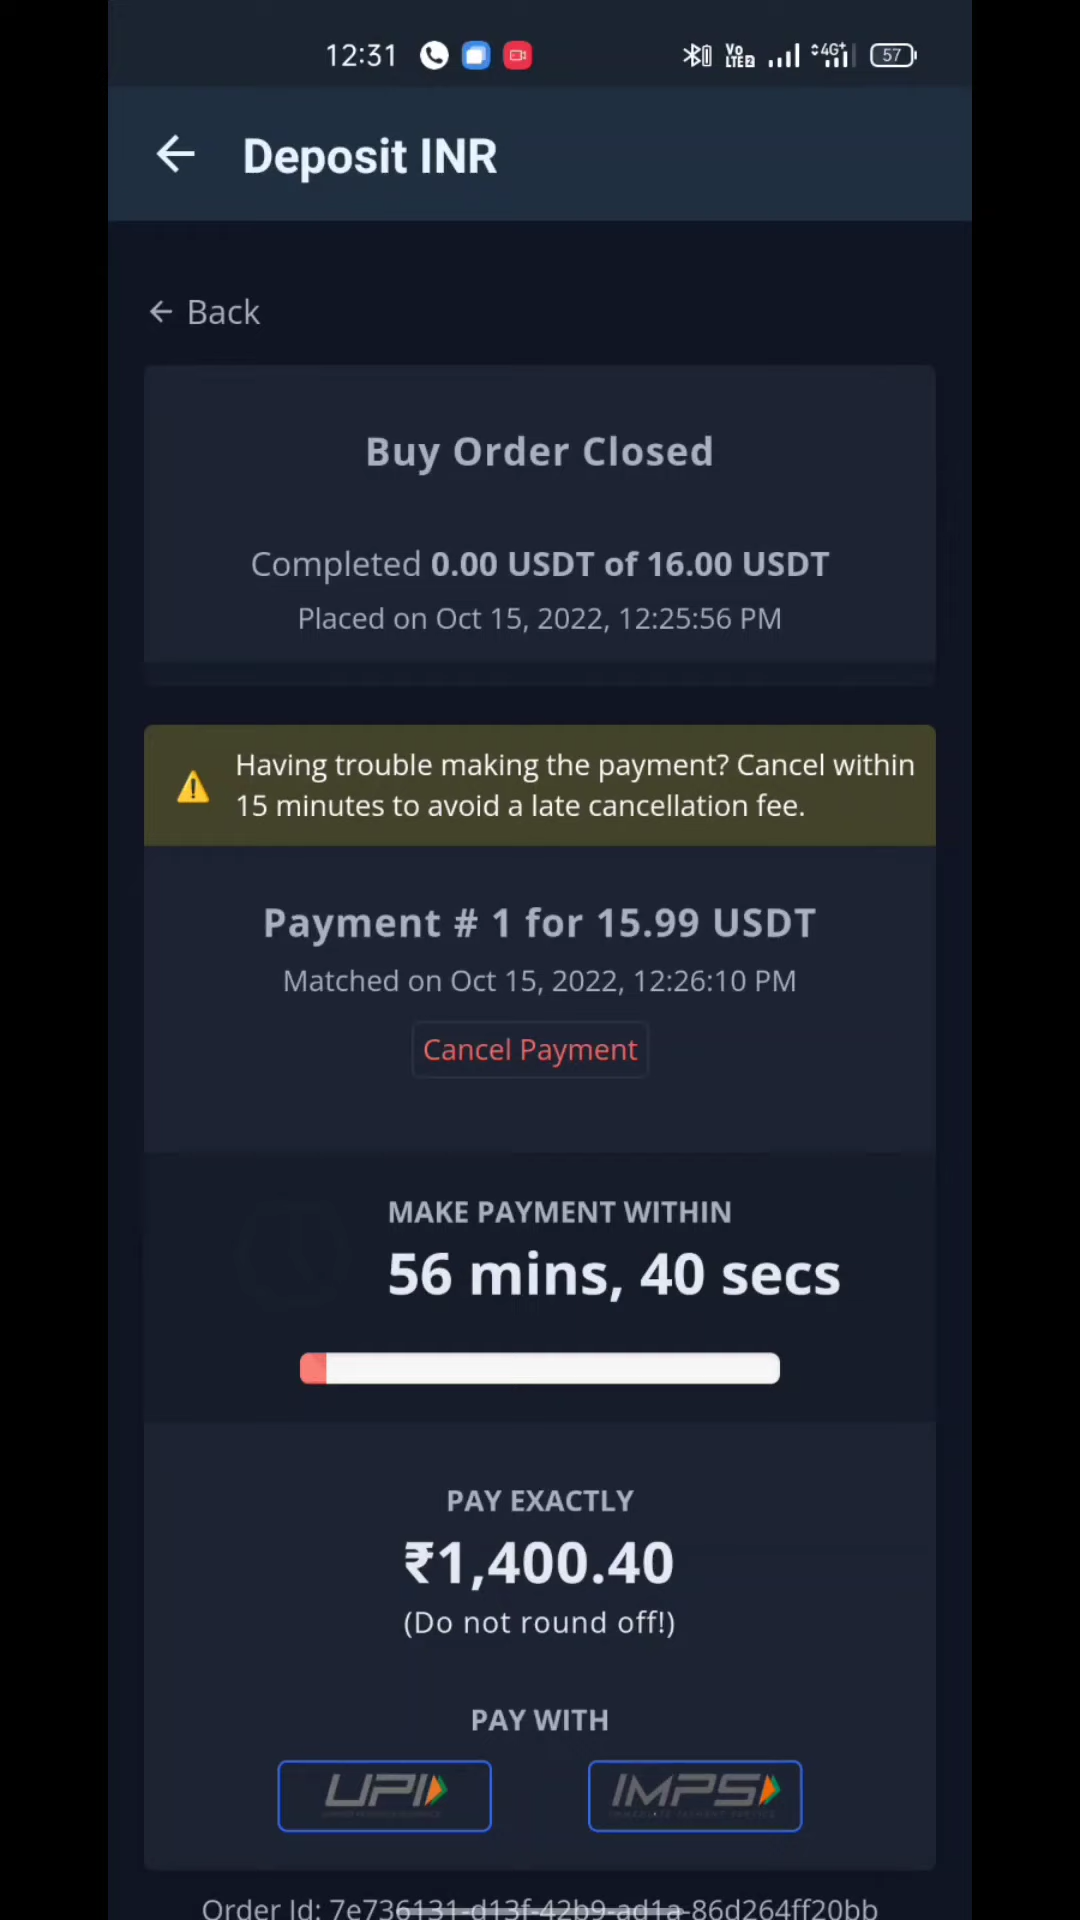 12:31 Vo LTE2 4G+ 57
Deposit INR
Back
Buy Order Closed
Completed 0.00 USDT of 16.00 USDT
Placed on Oct 15, 2022, 12:25:56 PM
Having trouble making the payment? Cancel within
15 minutes to avoid a late cancellation fee.
Payment # 1 for 15.99 USDT
Matched on Oct 15, 2022, 12:26:10 PM
Cancel Payment
MAKE PAYMENT WITHIN
56 mins, 40 secs
PAY EXACTLY
₹1,400.40
(Do not round off!)
PAY WITH
UPI IMPS
Order Id: 7e736131-d13f-42b9-ad1a-86d264ff20bb